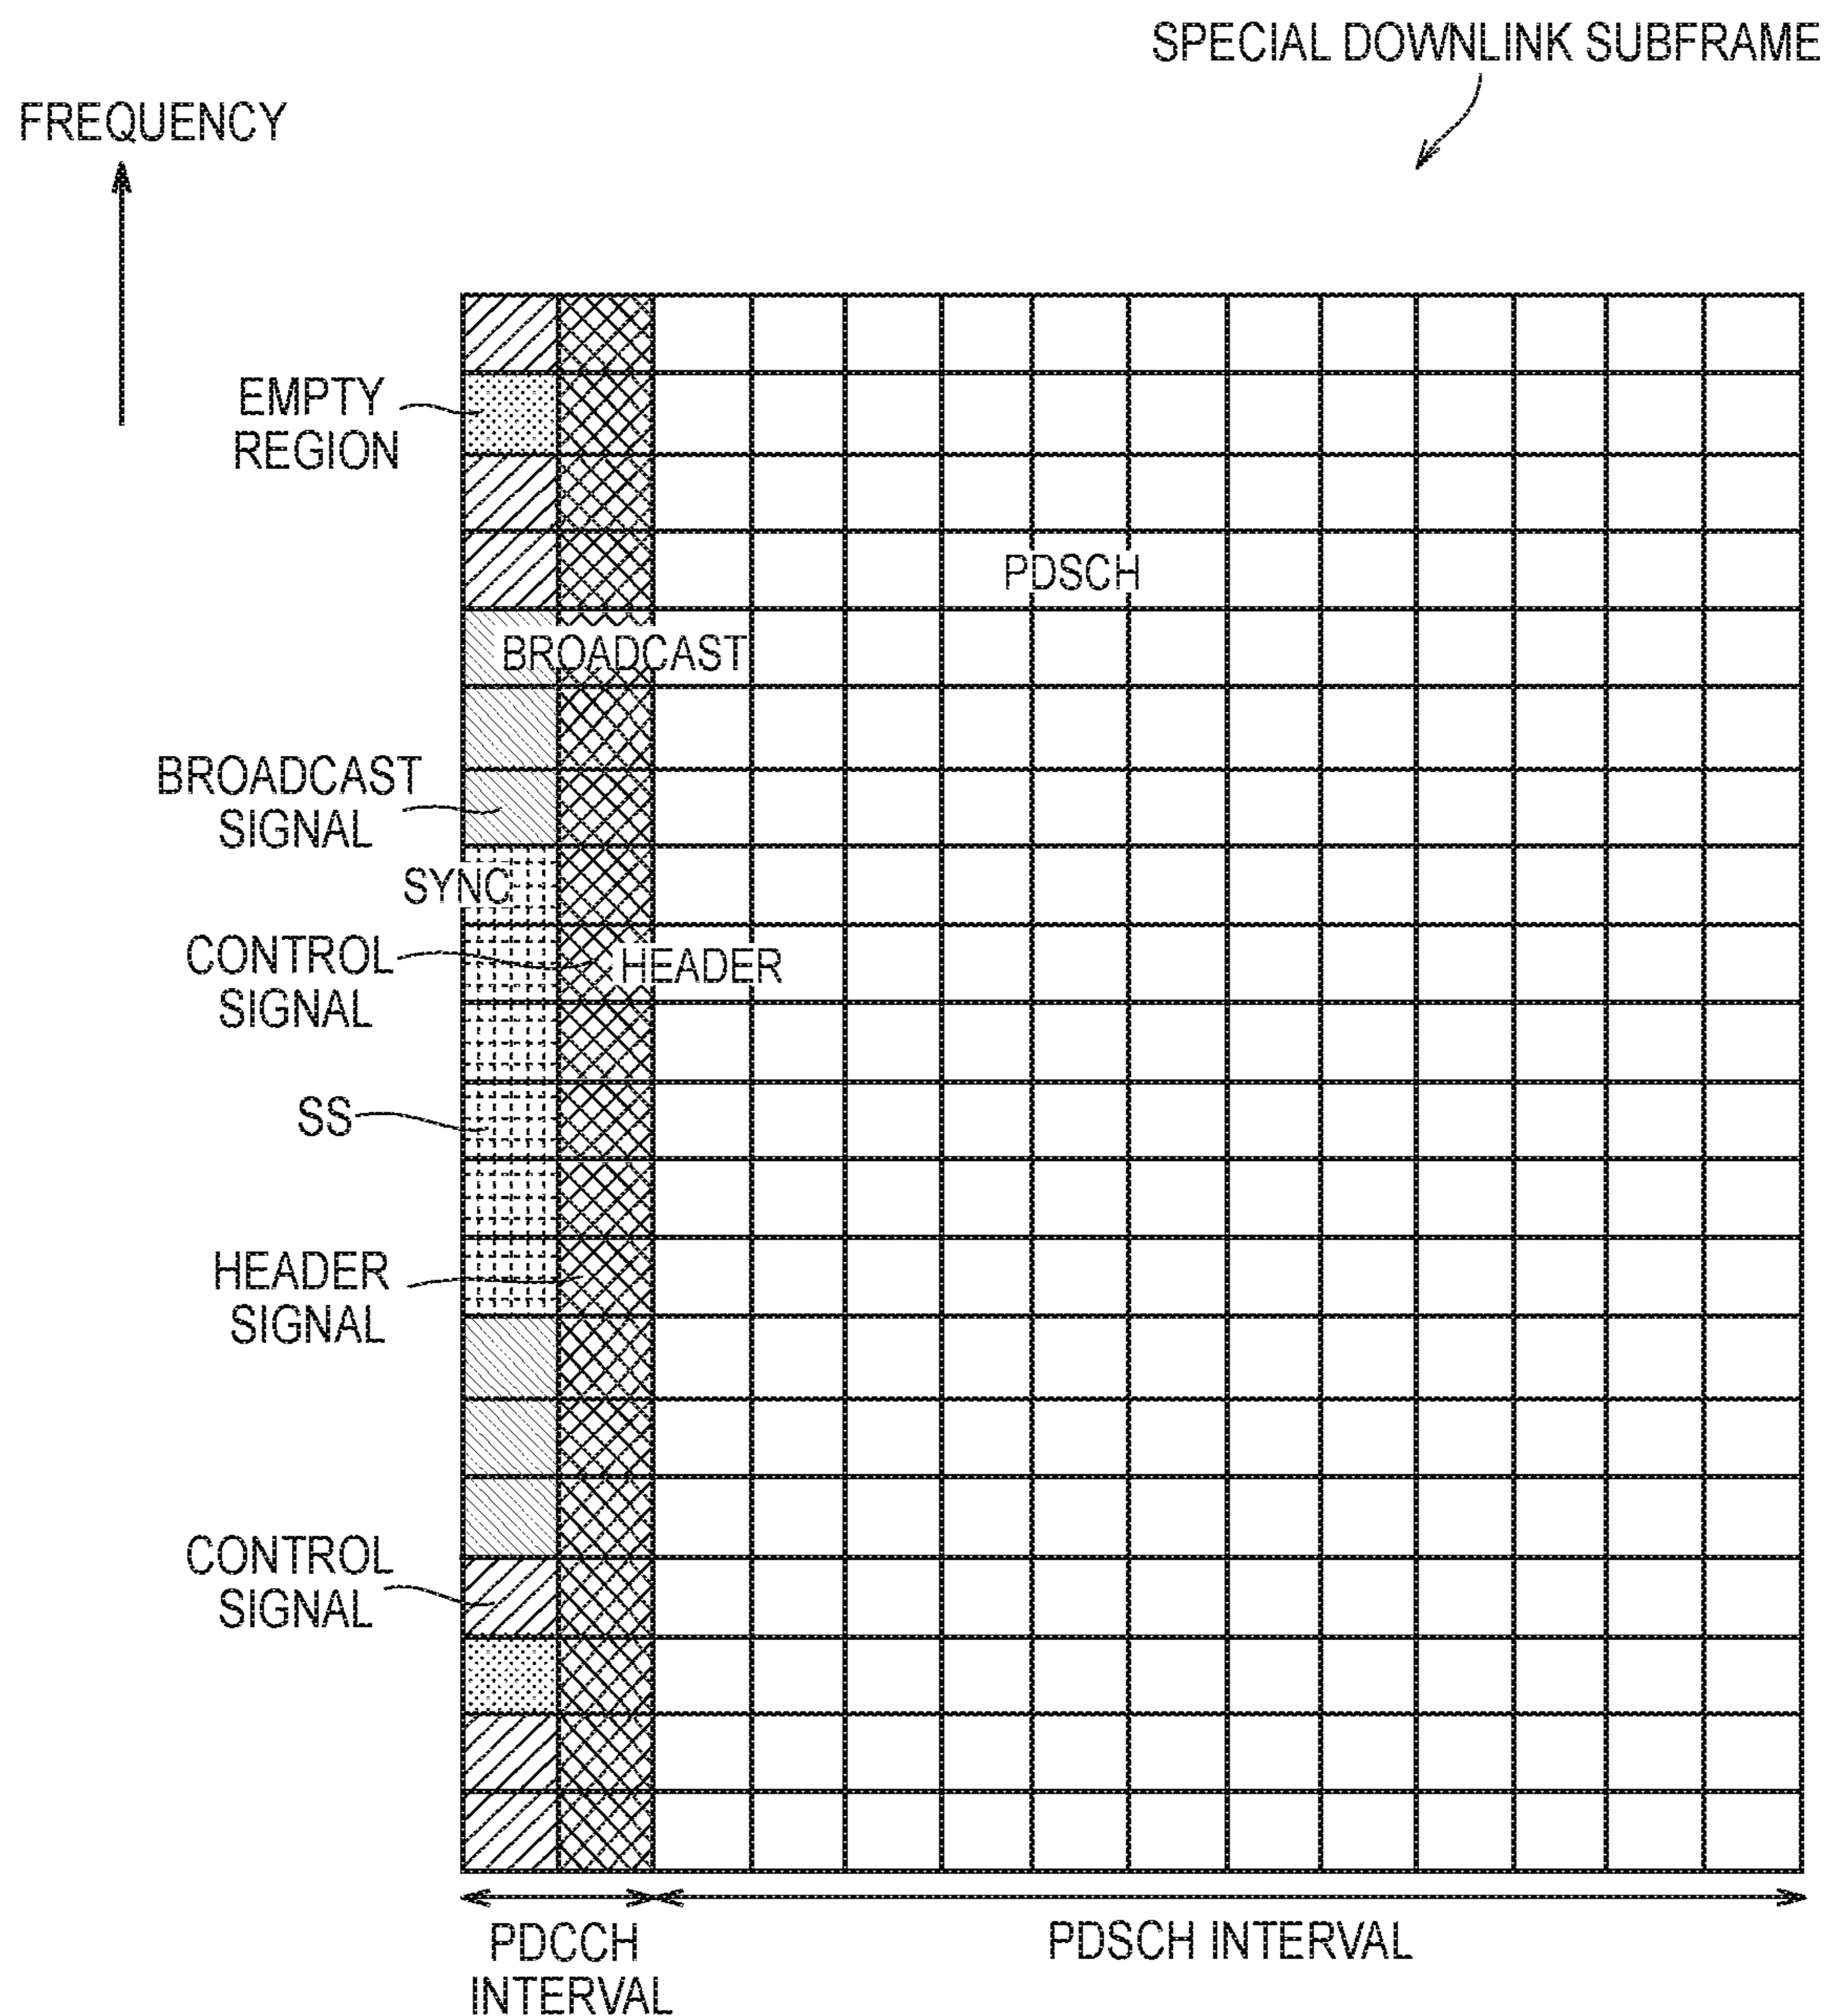 SPECIAL DOWNLINK SUBFRAME
FREQUENCY
EMPTY
REGION
PDSCH
BROADCAST
BROADCAST
SIGNAL
SYNC
CONTROL
SIGNAL
HEADER
SS
HEADER
SIGNAL
CONTROL
SIGNAL
PDCCH
INTERVAL
PDSCH INTERVAL